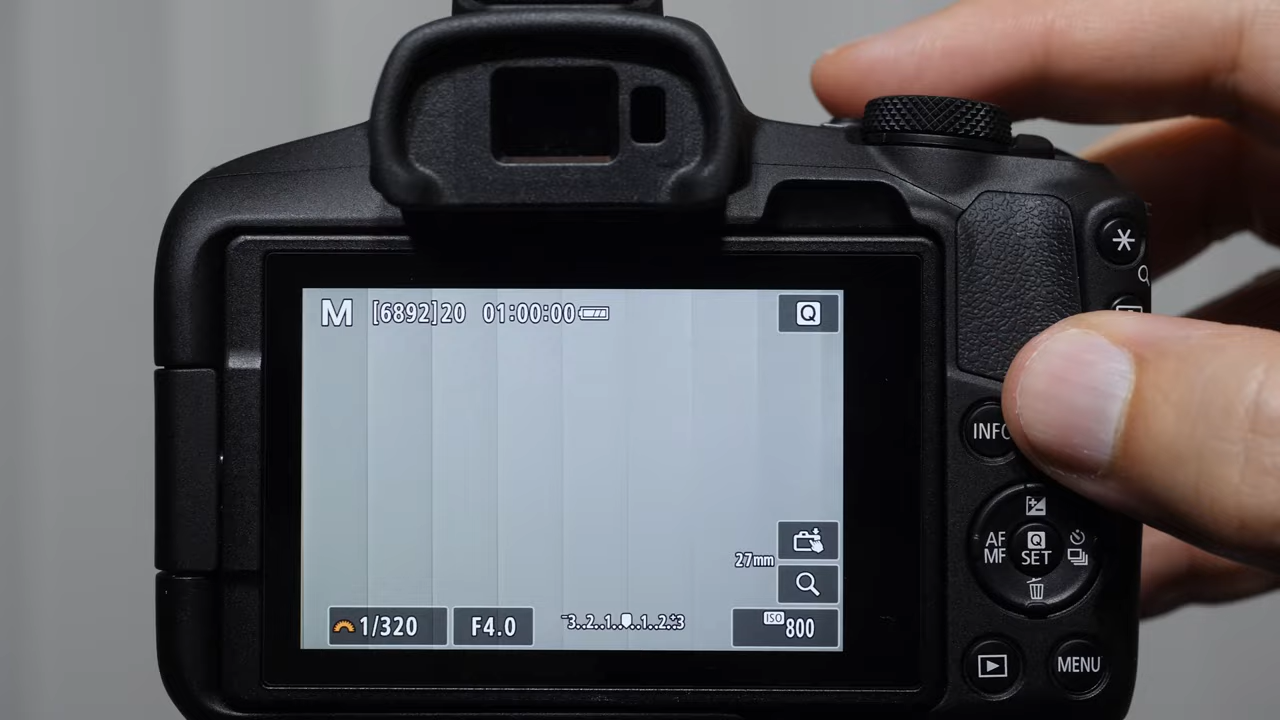 M [6892]20 01:00:00
Q
27mm
1/320 F4.0 -3..2..1..0..1..2..+3 ISO 800
INFO
AF
MF
Q
SET
MENU